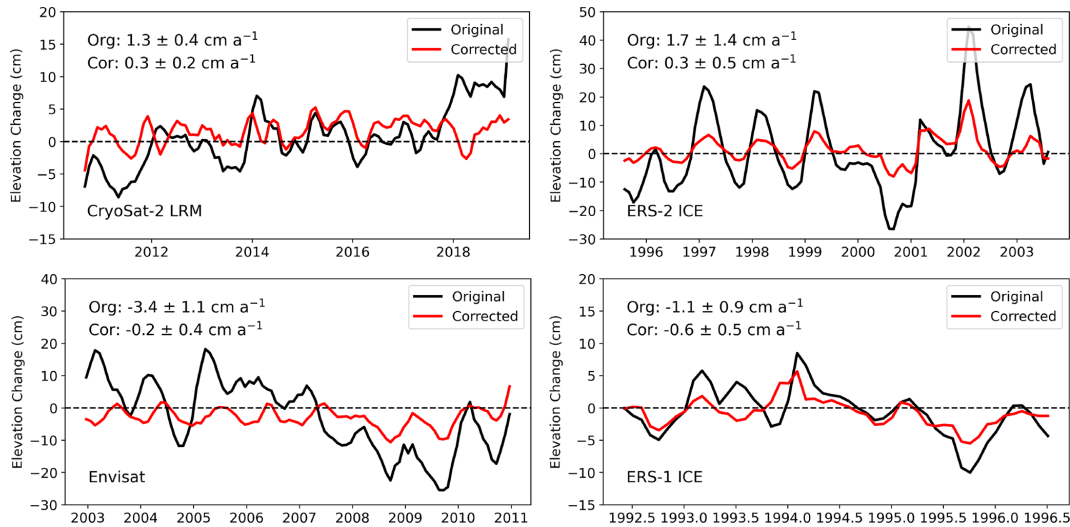 Elevation Change (cm)
20
15
10
5
0
−5
−10
−15
Org: 1.3 ± 0.4 cm a⁻¹
Cor: 0.3 ± 0.2 cm a⁻¹
Original
Corrected
CryoSat-2 LRM
2012 2014 2016 2018
Elevation Change (cm)
50
40
30
20
10
0
−10
−20
−30
Org: 1.7 ± 1.4 cm a⁻¹
Cor: 0.3 ± 0.5 cm a⁻¹
Original
Corrected
ERS-2 ICE
1996 1997 1998 1999 2000 2001 2002 2003
Elevation Change (cm)
40
30
20
10
0
−10
−20
−30
Org: -3.4 ± 1.1 cm a⁻¹
Cor: -0.2 ± 0.4 cm a⁻¹
Original
Corrected
Envisat
2003 2004 2005 2006 2007 2008 2009 2010 2011
Elevation Change (cm)
20
15
10
5
0
−5
−10
−15
Org: -1.1 ± 0.9 cm a⁻¹
Cor: -0.6 ± 0.5 cm a⁻¹
Original
Corrected
ERS-1 ICE
1992.5 1993.0 1993.5 1994.0 1994.5 1995.0 1995.5 1996.0 1996.5